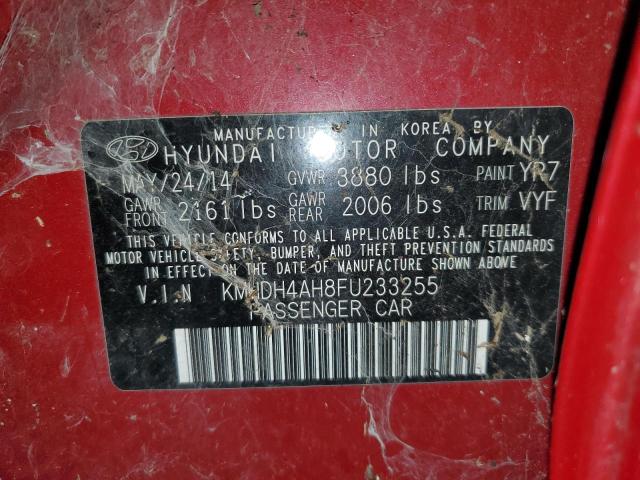 MANUFACTURED IN KOREA BY
HYUNDAI MOTOR COMPANY
MAY/24/14 GVWR 3880 lbs PAINT YR7
GAWR FRONT 2161 lbs GAWR REAR 2006 lbs TRIM VYF
THIS VEHICLE CONFORMS TO ALL APPLICABLE U.S.A. FEDERAL
MOTOR VEHICLE SAFETY, BUMPER, AND THEFT PREVENTION STANDARDS
IN EFFECT ON THE DATE OF MANUFACTURE SHOWN ABOVE.
V.I.N KMHDH4AH8FU233255
PASSENGER CAR